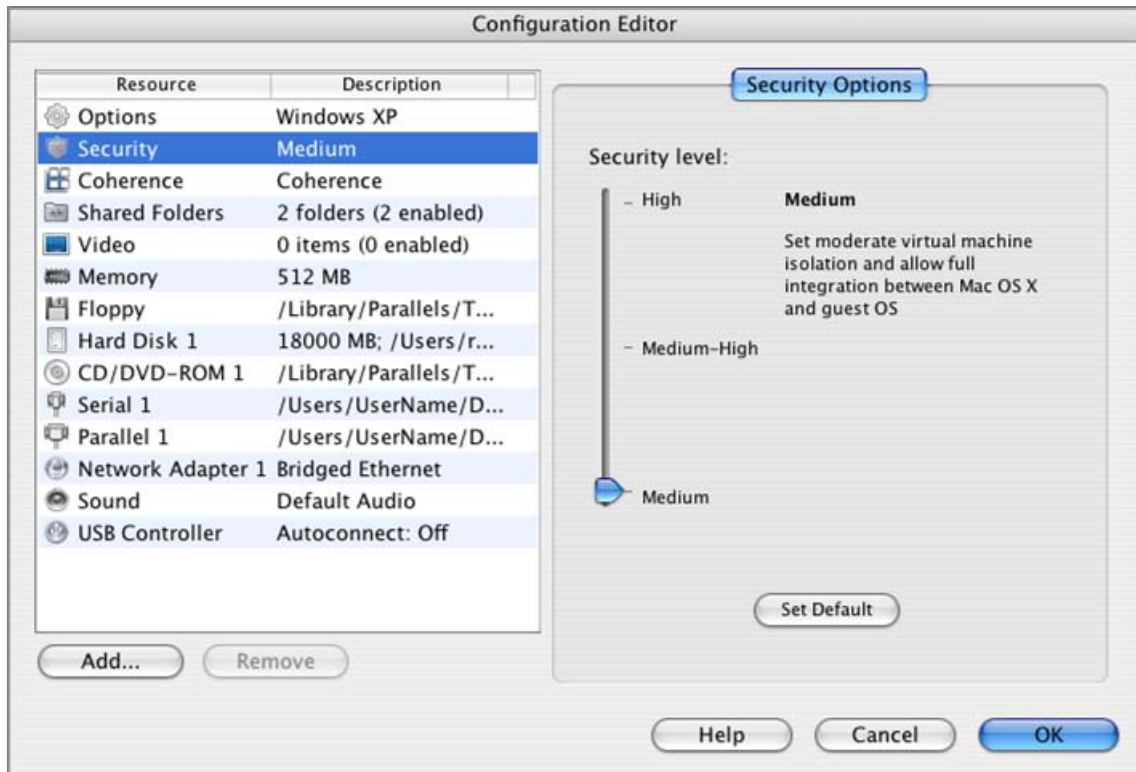 Configuration Editor
Resource Description
Options Windows XP
Security Medium
Coherence Coherence
Shared Folders 2 folders (2 enabled)
Video 0 items (0 enabled)
Memory 512 MB
Floppy /Library/Parallels/T...
Hard Disk 1 18000 MB; /Users/r...
CD/DVD-ROM 1 /Library/Parallels/T...
Serial 1 /Users/UserName/D...
Parallel 1 /Users/UserName/D...
Network Adapter 1 Bridged Ethernet
Sound Default Audio
USB Controller Autoconnect: Off
Add... Remove
Security Options
Security level:
High
Medium
Set moderate virtual machine
isolation and allow full
integration between Mac OS X
and guest OS
Medium-High
Medium
Set Default
Help Cancel OK